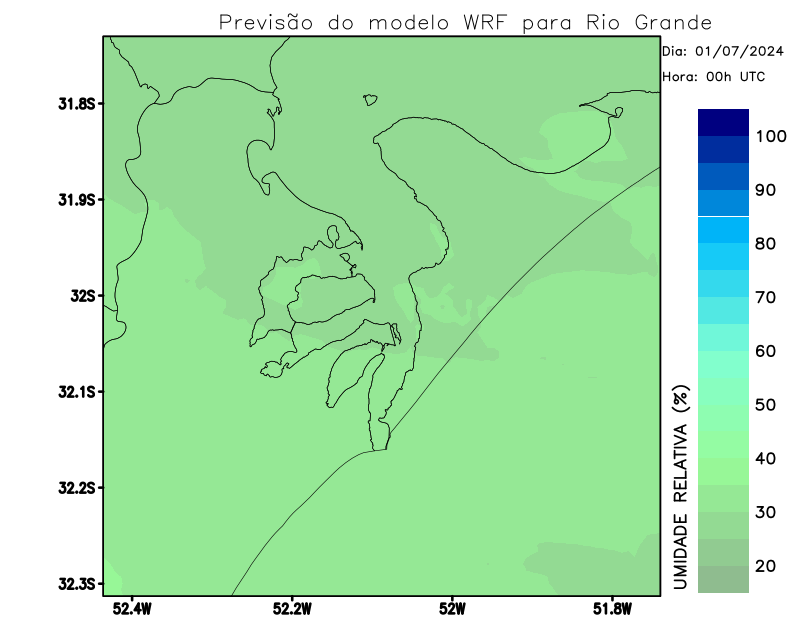 Previsão do modelo WRF para Rio Grande
Dia: 01/07/2024
Hora: 00h UTC
31.8S
31.9S
32S
32.1S
32.2S
32.3S
52.4W
52.2W
52W
51.8W
100
90
80
70
60
50
40
30
20
UMIDADE RELATIVA (%)